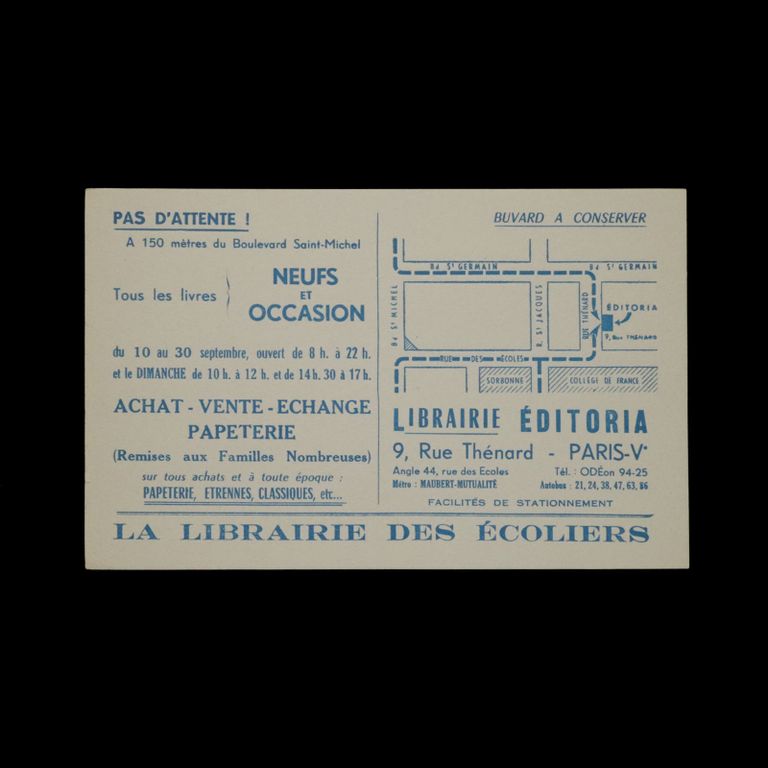 PAS D'ATTENTE !
A 150 mètres du Boulevard Saint-Michel
Tous les livres
NEUFS
ET
OCCASION
du 10 au 30 septembre, ouvert de 8 h. à 22 h.
et le DIMANCHE de 10 h. à 12 h. et de 14 h. 30 à 17 h.
ACHAT - VENTE - ECHANGE
PAPETERIE
(Remises aux Familles Nombreuses)
sur tous achats et à toute époque :
PAPETERIE, ETRENNES, CLASSIQUES, etc...
BUVARD A CONSERVER
Bd St GERMAIN
Bd St GERMAIN
Bd St MICHEL
R. St JACQUES
RUE THÉNARD
ÉDITORIA
9, Rue THÉNARD
RUE DES ÉCOLES
SORBONNE
COLLÈGE DE FRANCE
LIBRAIRIE ÉDITORIA
9, Rue Thénard - PARIS-Ve
Angle 44, rue des Ecoles
Tél. : ODÉon 94-25
Métro : MAUBERT-MUTUALITÉ
Autobus : 21, 24, 38, 47, 63, 86
FACILITÉS DE STATIONNEMENT
LA LIBRAIRIE DES ÉCOLIERS